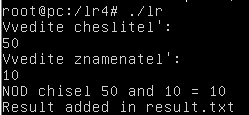 root@pc:/lr4# ./lr
Vvedite cheslitel`:
50
Vvedite znamenatel`:
10
NOD chisel 50 and 10 = 10
Result added in result.txt